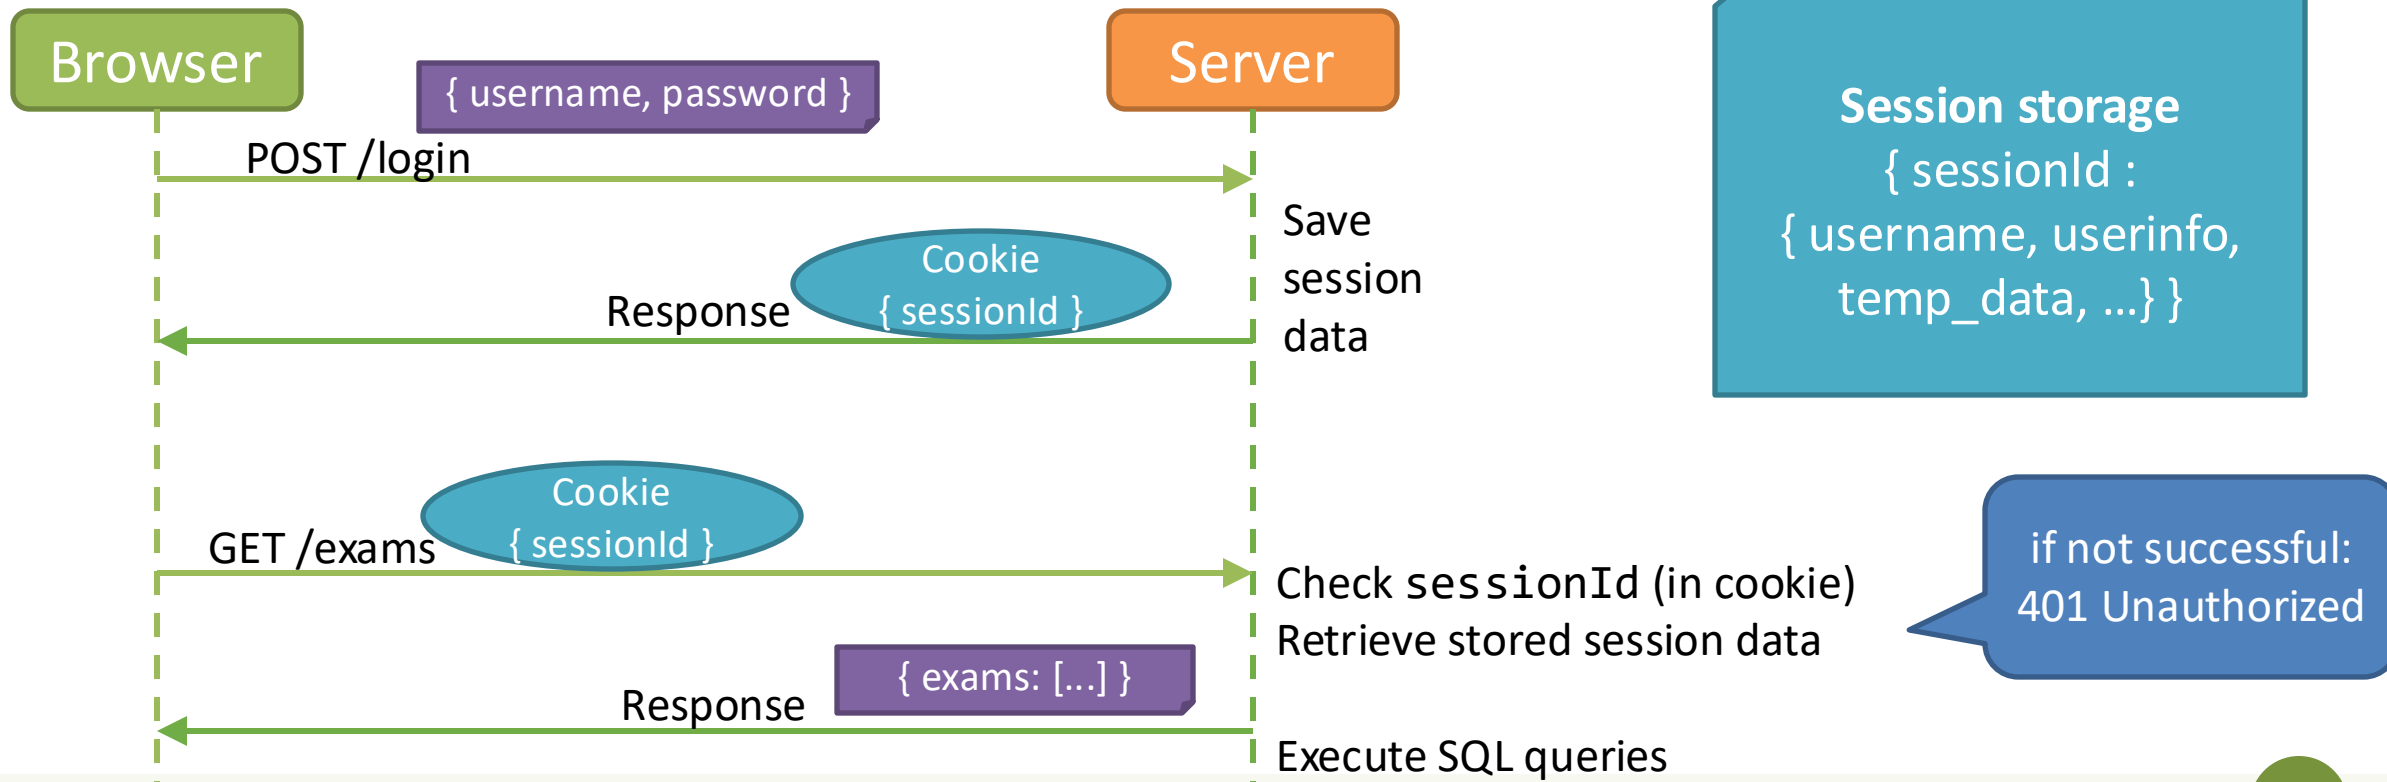 Browser
Server
{ username, password }
POST /login
Session storage
{ sessionId :
{ username, userinfo,
temp_data, ...} }
Save
session
data
Cookie
{ sessionId }
Response
Cookie
{ sessionId }
GET /exams
Check sessionId (in cookie)
Retrieve stored session data
if not successful:
401 Unauthorized
{ exams: [...] }
Response
Execute SQL queries